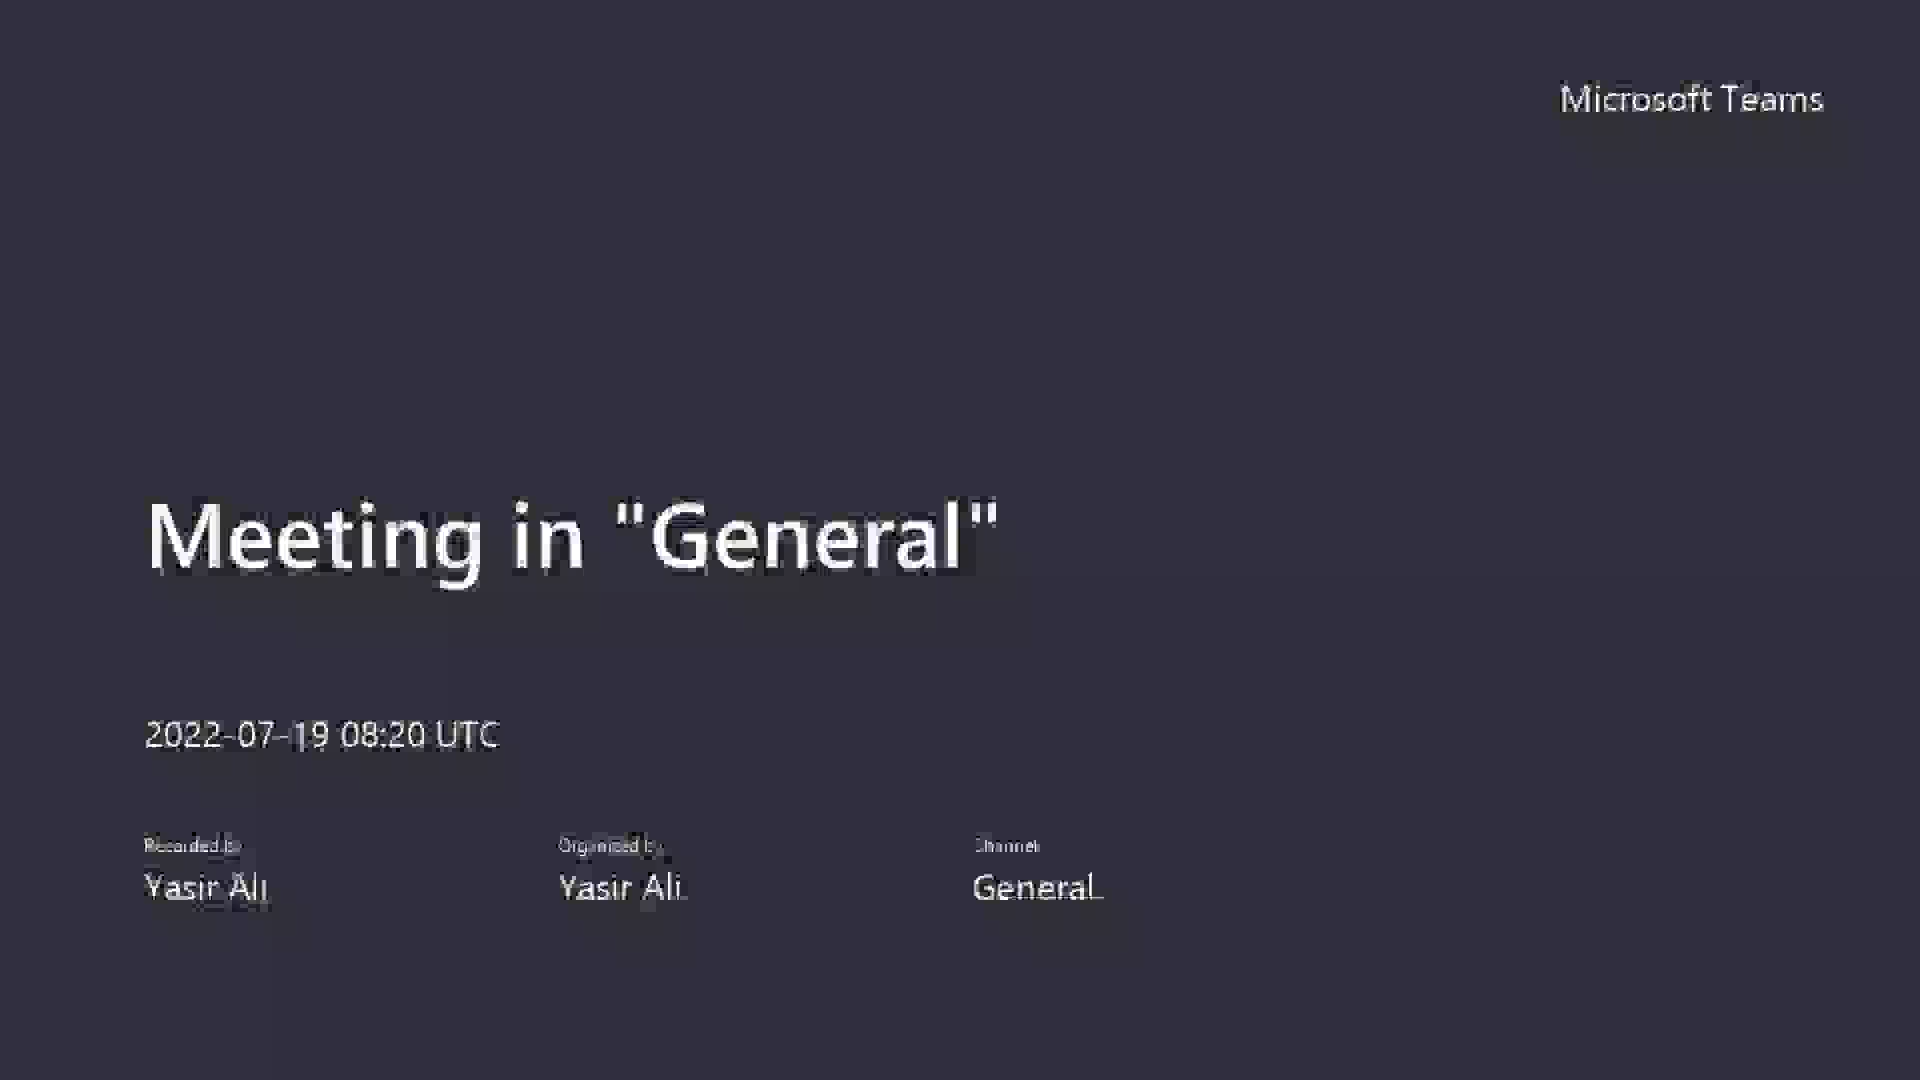 Microsoft Teams
Meeting in "General"
2022-07-19 08:20 UTC
Recorded by
Organized by
Channel
Yasir Ali
Yasir Ali
General